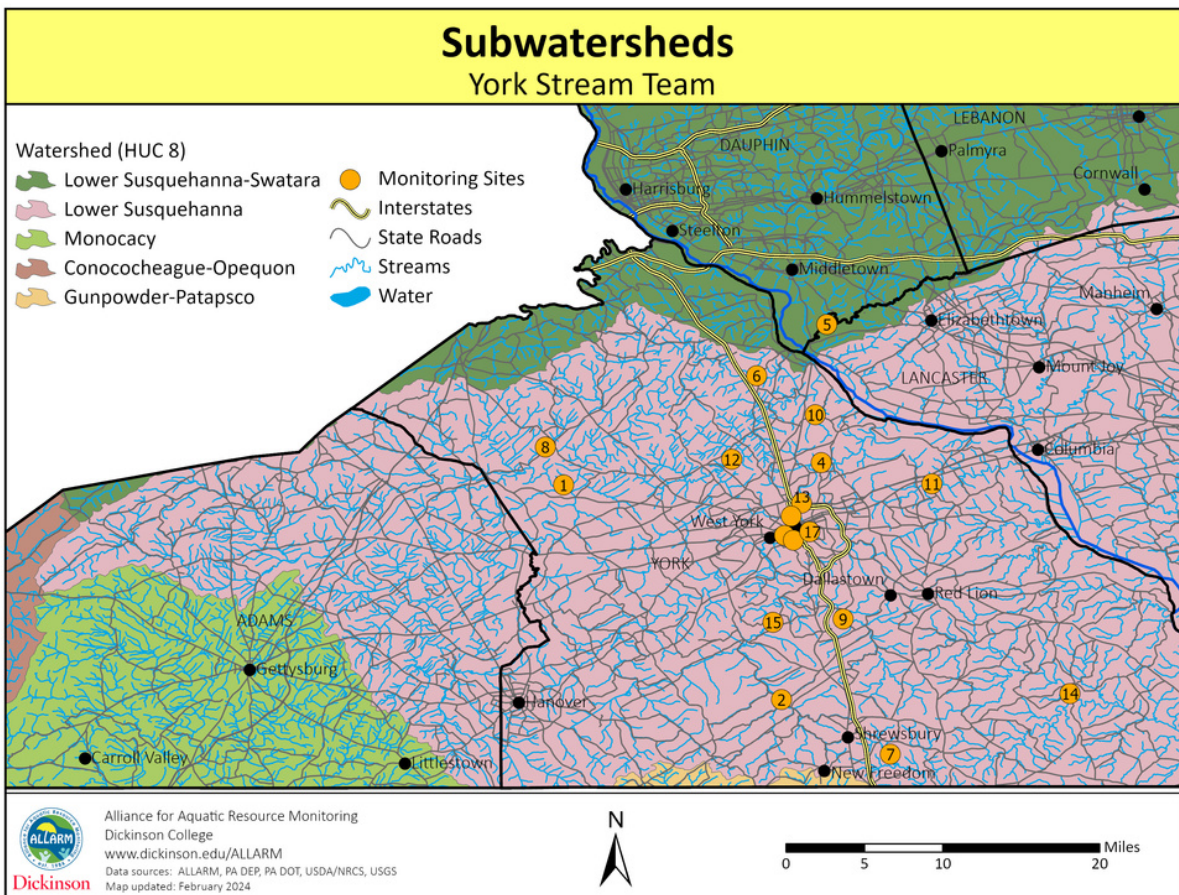 Subwatersheds
York Stream Team
Watershed (HUC 8)
Lower Susquehanna-Swatara
Lower Susquehanna
Monocacy
Conococheague-Opequon
Gunpowder-Patapsco
Monitoring Sites
Interstates
State Roads
Streams
Water
LEBANON
DAUPHIN
Palmyra
Cornwall
Harrisburg
Hummelstown
Steelton
Middletown
Manheim
5
Elizabethtown
Mount Joy
6
LANCASTER
10
8
12
4
Columbia
1
11
13
West York
17
YORK
Dallastown
Red Lion
ADAMS
15
9
Gettysburg
14
2
Hanover
Shrewsbury
7
Carroll Valley
Littlestown
New Freedom
ALLARM
Dickinson
Alliance for Aquatic Resource Monitoring
Dickinson College
www.dickinson.edu/ALLARM
Data sources: ALLARM, PA DEP, PA DOT, USDA/NRCS, USGS
Map updated: February 2024
N
Miles
0 5 10 20